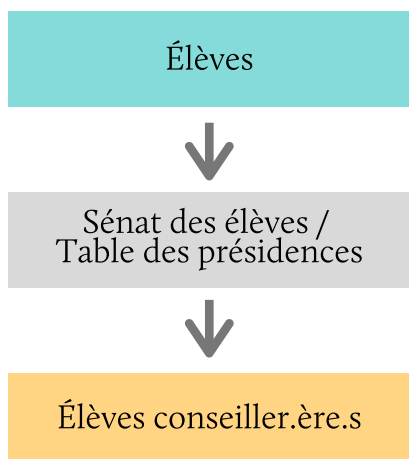 Élèves
Sénat des élèves /
Table des présidences
Élèves conseiller.ère.s